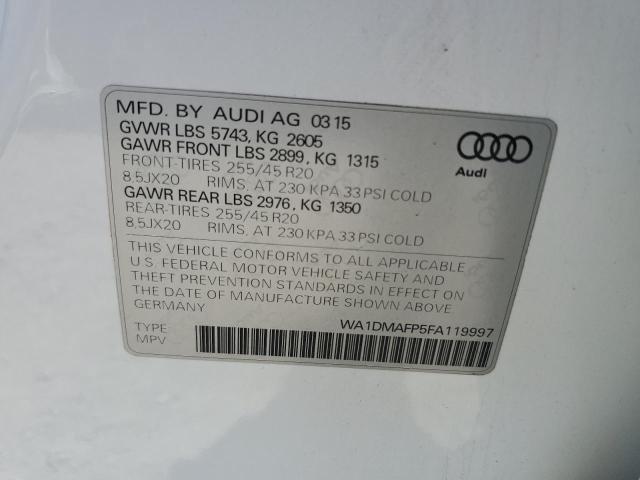 MFD. BY AUDI AG 03 15
GVWR LBS 5743, KG 2605
GAWR FRONT LBS 2899, KG 1315
FRONT-TIRES 255/45 R20
8,5JX20 RIMS, AT 230 KPA 33 PSI COLD
GAWR REAR LBS 2976, KG 1350
REAR-TIRES 255/45 R20
8,5JX20 RIMS, AT 230 KPA 33 PSI COLD
Audi
THIS VEHICLE CONFORMS TO ALL APPLICABLE
U.S. FEDERAL MOTOR VEHICLE SAFETY AND
THEFT PREVENTION STANDARDS IN EFFECT ON
THE DATE OF MANUFACTURE SHOWN ABOVE
GERMANY
WA1DMAFP5FA119997
TYPE
MPV